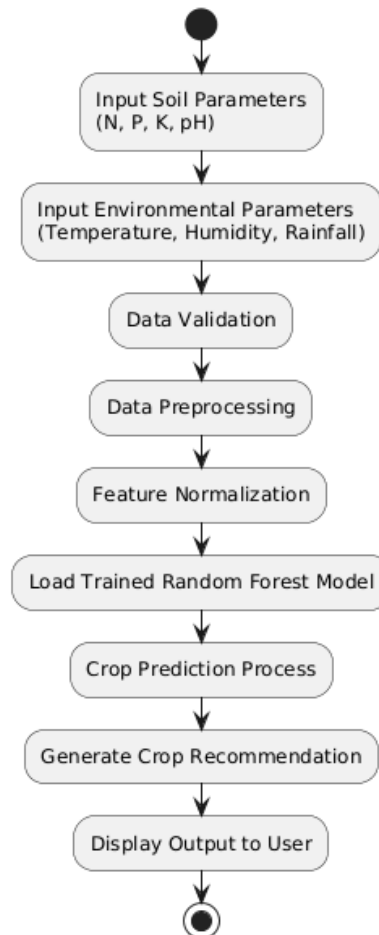 Input Soil Parameters
(N, P, K, pH)
Input Environmental Parameters
(Temperature, Humidity, Rainfall)
Data Validation
Data Preprocessing
Feature Normalization
Load Trained Random Forest Model
Crop Prediction Process
Generate Crop Recommendation
Display Output to User